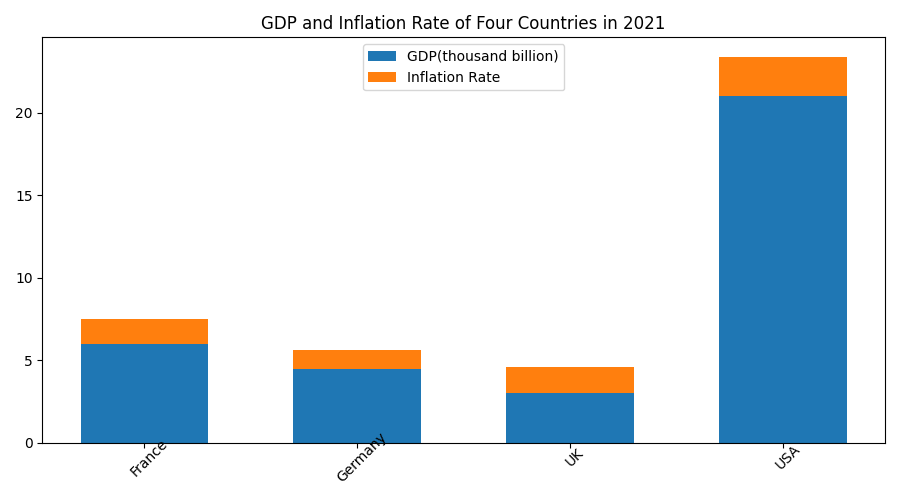 GDP and Inflation Rate of Four Countries in 2021
GDP(thousand billion)
Inflation Rate
20
15
10
5
0
France
Germany
UK
USA